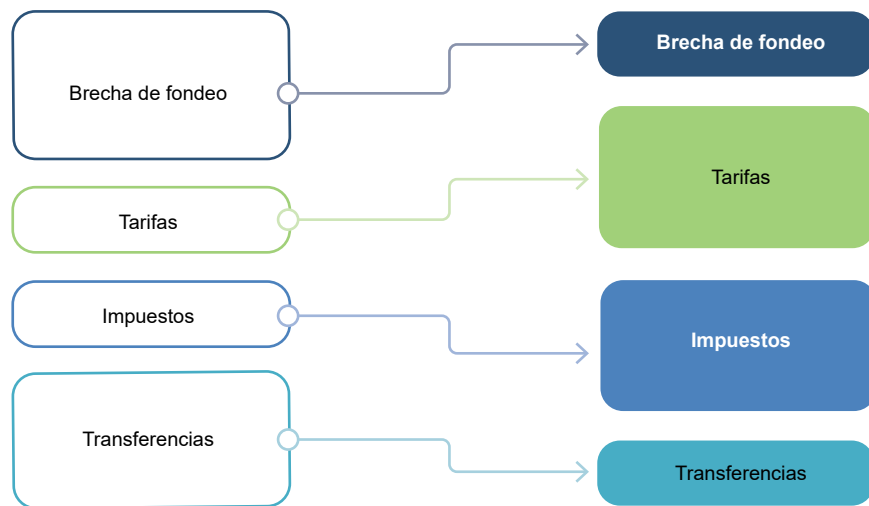 Brecha de fondeo
Tarifas
Impuestos
Transferencias
Brecha de fondeo
Tarifas
Impuestos
Transferencias